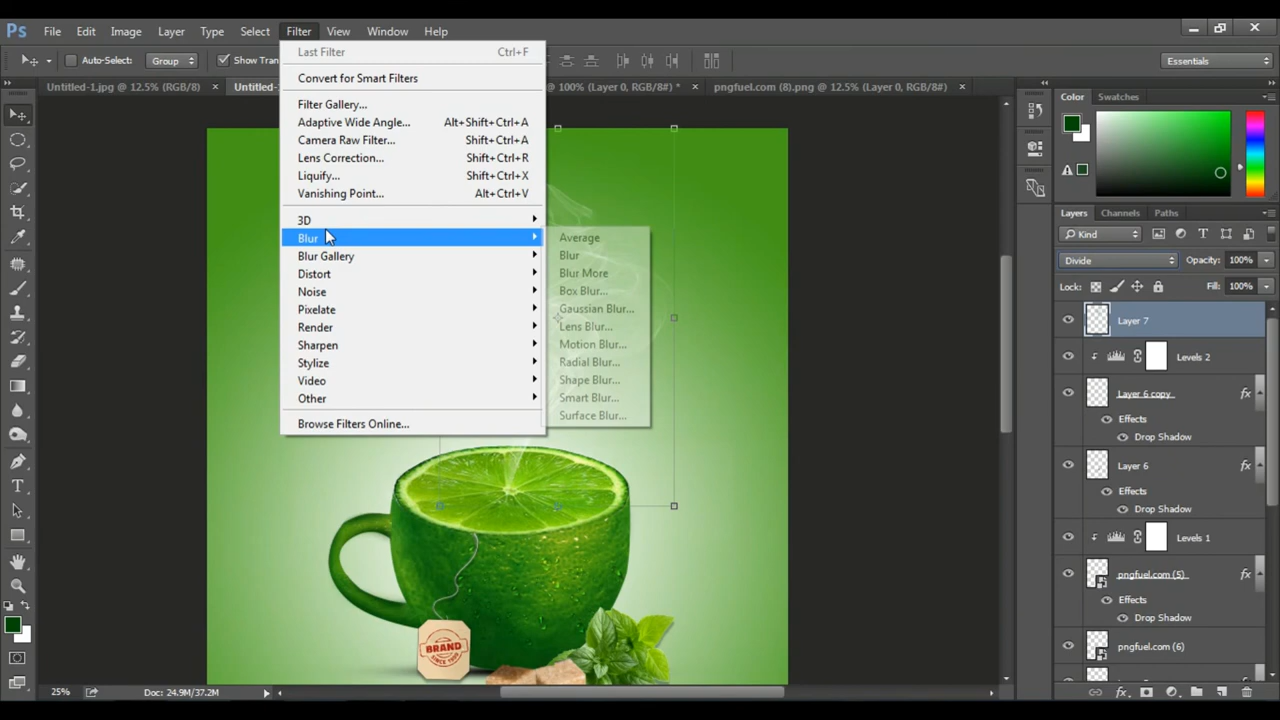 Ps File Edit Image Layer Type Select Filter View Window Help
Auto-Select: Group Show Tran Essentials
Untitled-1.jpg @ 12.5% (RGB/8) × Untitled- @ 100% (Layer 0, RGB/8#) * × pngfuel.com (8).png @ 12.5% (Layer 0, RGB/8#) ×
Last Filter Ctrl+F
Convert for Smart Filters
Filter Gallery...
Adaptive Wide Angle... Alt+Shift+Ctrl+A
Camera Raw Filter... Shift+Ctrl+A
Lens Correction... Shift+Ctrl+R
Liquify... Shift+Ctrl+X
Vanishing Point... Alt+Ctrl+V
3D
Blur
Blur Gallery
Distort
Noise
Pixelate
Render
Sharpen
Stylize
Video
Other
Browse Filters Online...
Average
Blur
Blur More
Box Blur...
Gaussian Blur...
Lens Blur...
Motion Blur...
Radial Blur...
Shape Blur...
Smart Blur...
Surface Blur...
BRAND
SINCE 1990
Color Swatches
Layers Channels Paths
Kind
Divide Opacity: 100%
Lock: Fill: 100%
Layer 7
Levels 2
Layer 6 copy fx
Effects
Drop Shadow
Layer 6 fx
Effects
Drop Shadow
Levels 1
pngfuel.com (5) fx
Effects
Drop Shadow
pngfuel.com (6)
25% Doc: 24.9M/37.2M